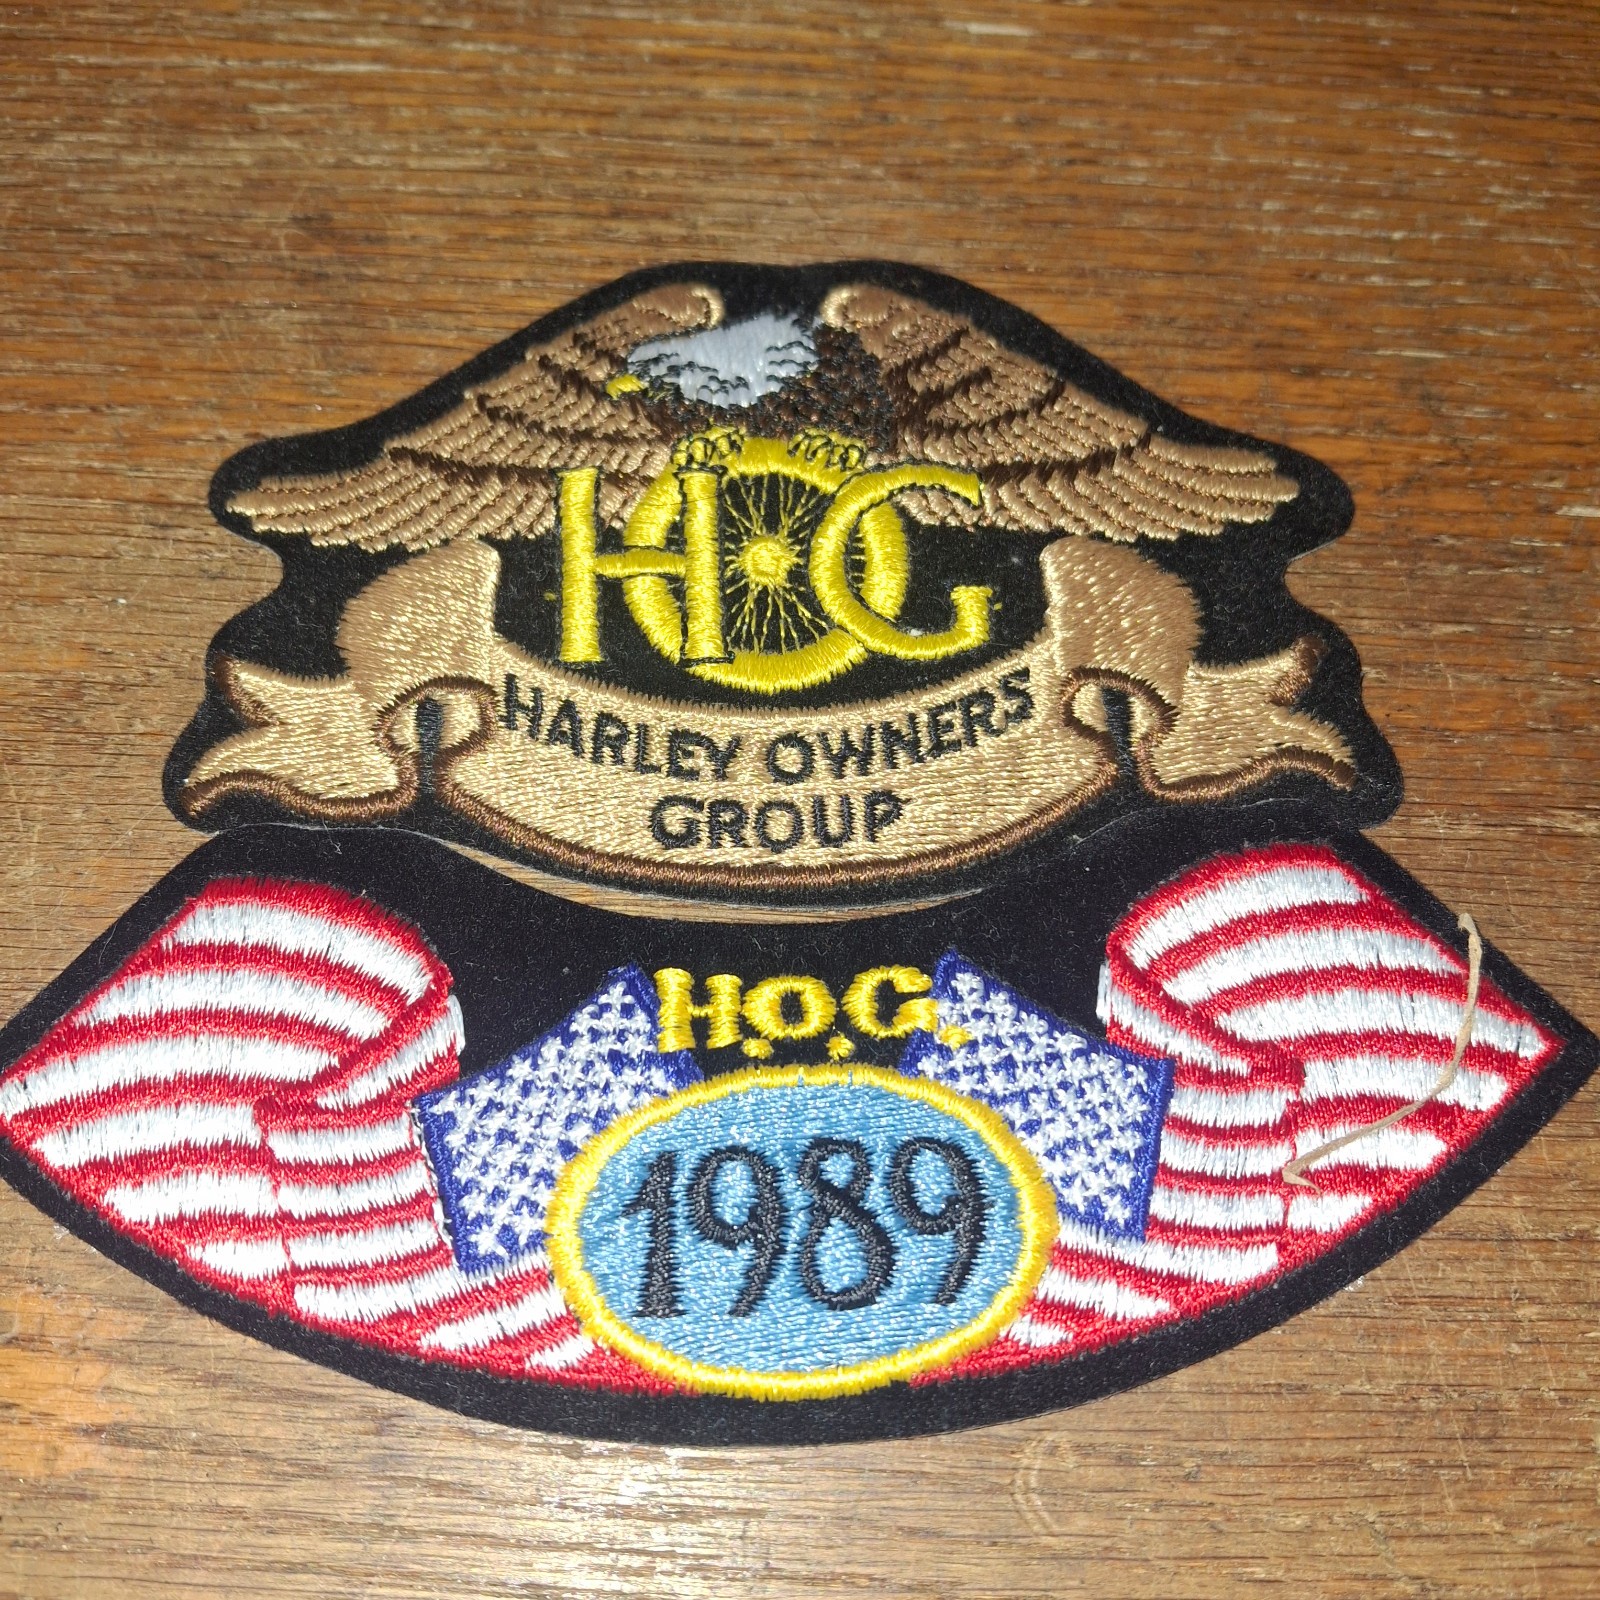 HOG
HARLEY OWNERS
GROUP
H.O.G.
1989